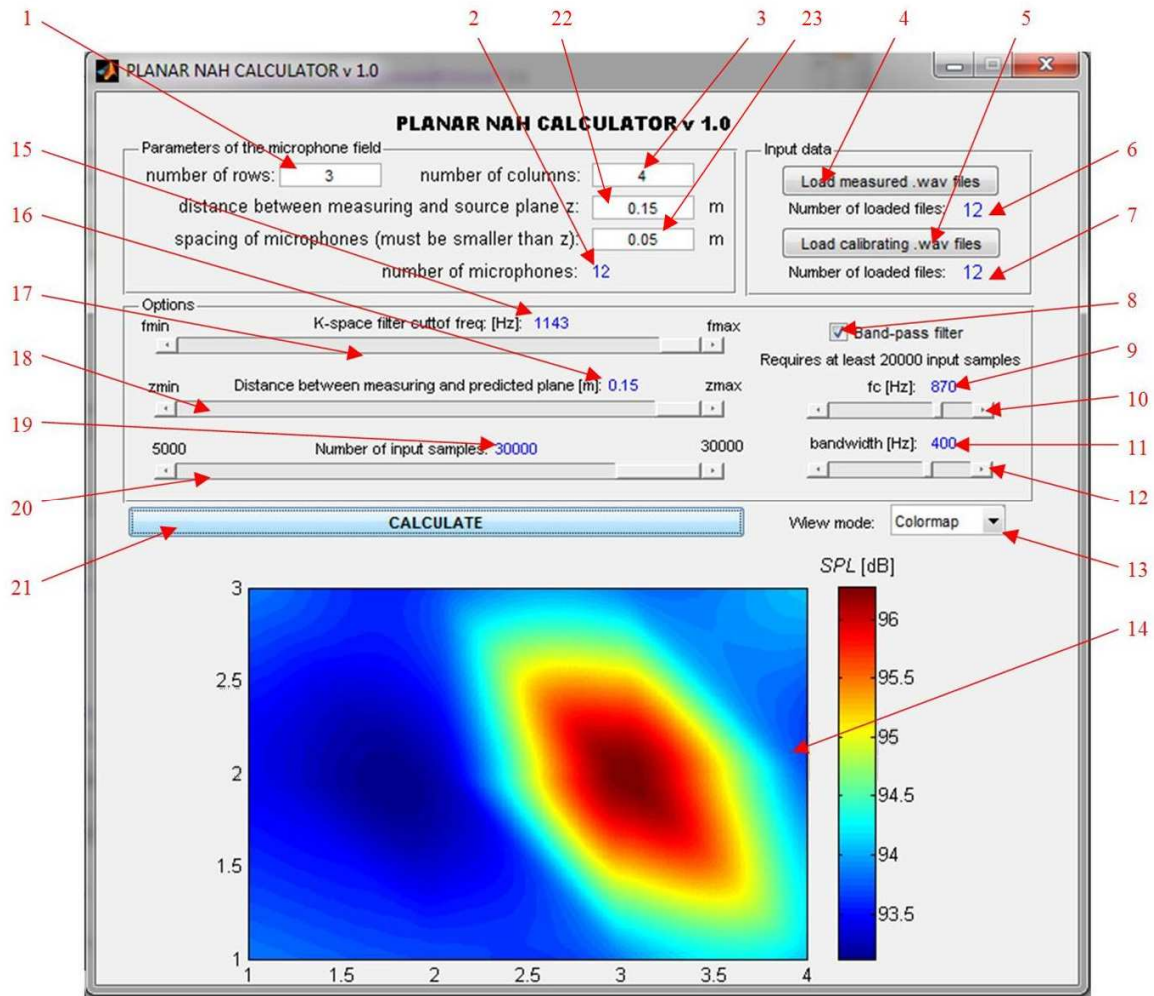 1 2 22 3 4 23 5
PLANAR NAH CALCULATOR v 1.0
PLANAR NAH CALCULATOR v 1.0
15
Parameters of the microphone field
number of rows: 3 number of columns: 4
16
distance between measuring and source plane z: 0.15 m
spacing of microphones (must be smaller than z): 0.05 m
number of microphones: 12
Input data
Load measured .wav files
6
Number of loaded files: 12
7
Load calibrating .wav files
Number of loaded files: 12
17
Options
fmin K-space filter cuttof freq: [Hz]: 1143 fmax
18
zmin Distance between measuring and predicted plane [m]: 0.15 zmax
19
5000 Number of input samples: 30000 30000
20
8
Band-pass filter
Requires at least 20000 input samples
9
fc [Hz]: 870
10
bandwidth [Hz]: 400
11
12
CALCULATE
21
Wiew mode: Colormap
13
SPL [dB]
14
3
2.5
2
1.5
1
1 1.5 2 2.5 3 3.5 4
96
95.5
95
94.5
94
93.5